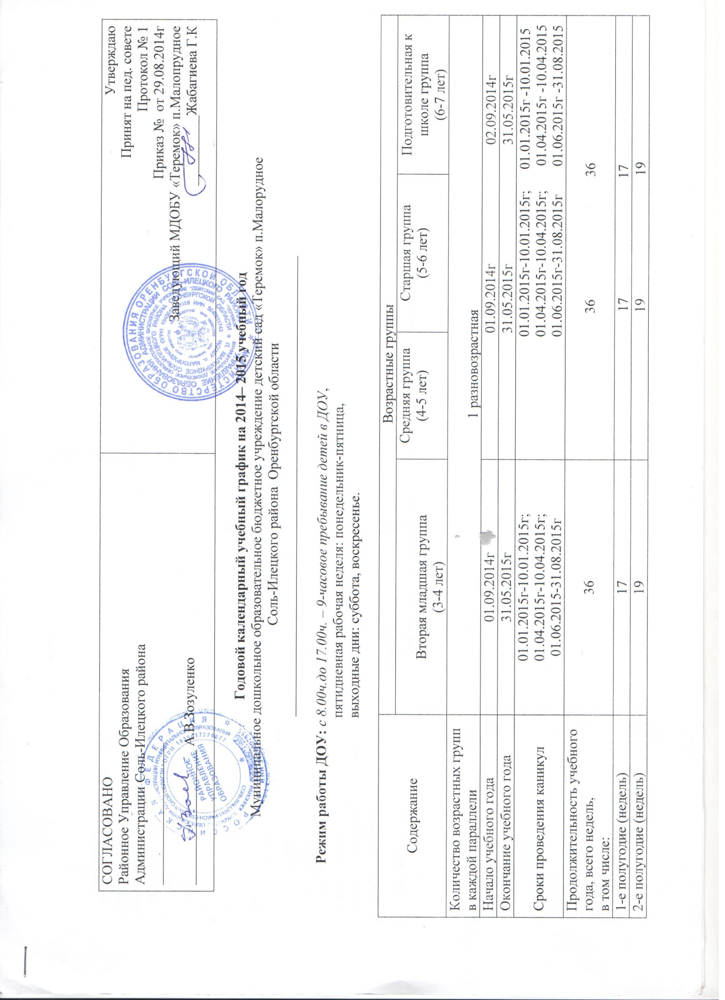 СОГЛАСОВАНО
Районное Управление Образования
Администрации Соль-Илецкого района
А.В.Зозуленко
Утверждаю
Принят на пед. совете
Протокол № 1
Приказ № от 29.08.2014г
Заведующий МДОБУ «Теремок» п.Малопрудное
Жабагиева Г.К
РАЙОННОЕ
УПРАВЛЕНИЕ
ОБРАЗОВАНИЯ
Годовой календарный учебный график на 2014– 2015 учебный год
Муниципальное дошкольное образовательное бюджетное учреждение детский сад «Теремок» п.Малорудное
Соль-Илецкого района Оренбургской области
Режим работы ДОУ: с 8.00ч.до 17.00ч. – 9-часовое пребывание детей в ДОУ,
пятидневная рабочая неделя: понедельник-пятница,
выходные дни: суббота, воскресенье.
Содержание
Возрастные группы
Вторая младшая группа
(3-4 лет)
Средняя группа
(4-5 лет)
Старшая группа
(5-6 лет)
Подготовительная к
школе группа
(6-7 лет)
Количество возрастных групп
в каждой параллели
1 разновозрастная
Начало учебного года 01.09.2014г 01.09.2014г 02.09.2014г
Окончание учебного года 31.05.2015г 31.05.2015г 31.05.2015г
Сроки проведения каникул
01.01.2015г-10.01.2015г; 01.01.2015г-10.01.2015г; 01.01.2015г -10.01.2015
01.04.2015г-10.04.2015г; 01.04.2015г-10.04.2015г; 01.04.2015г -10.04.2015
01.06.2015-31.08.2015г 01.06.2015г-31.08.2015г 01.06.2015г -31.08.2015
Продолжительность учебного
года, всего недель, 36 36 36
в том числе:
1-е полугодие (недель) 17 17 17
2-е полугодие (недель) 19 19 19